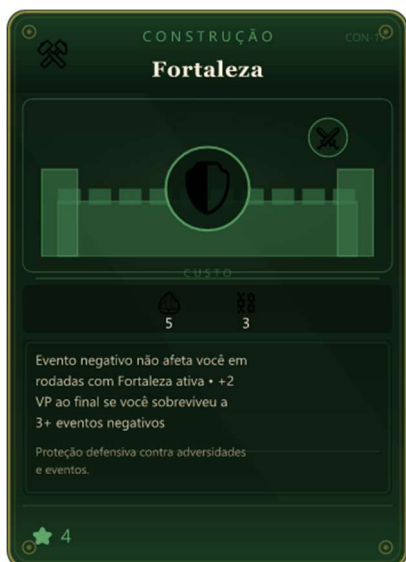 CONSTRUÇÃO
Fortaleza
CUSTO
5 3
Evento negativo não afeta você em
rodadas com Fortaleza ativa • +2
VP ao final se você sobreviveu a
3+ eventos negativos
Proteção defensiva contra adversidades
e eventos.
4